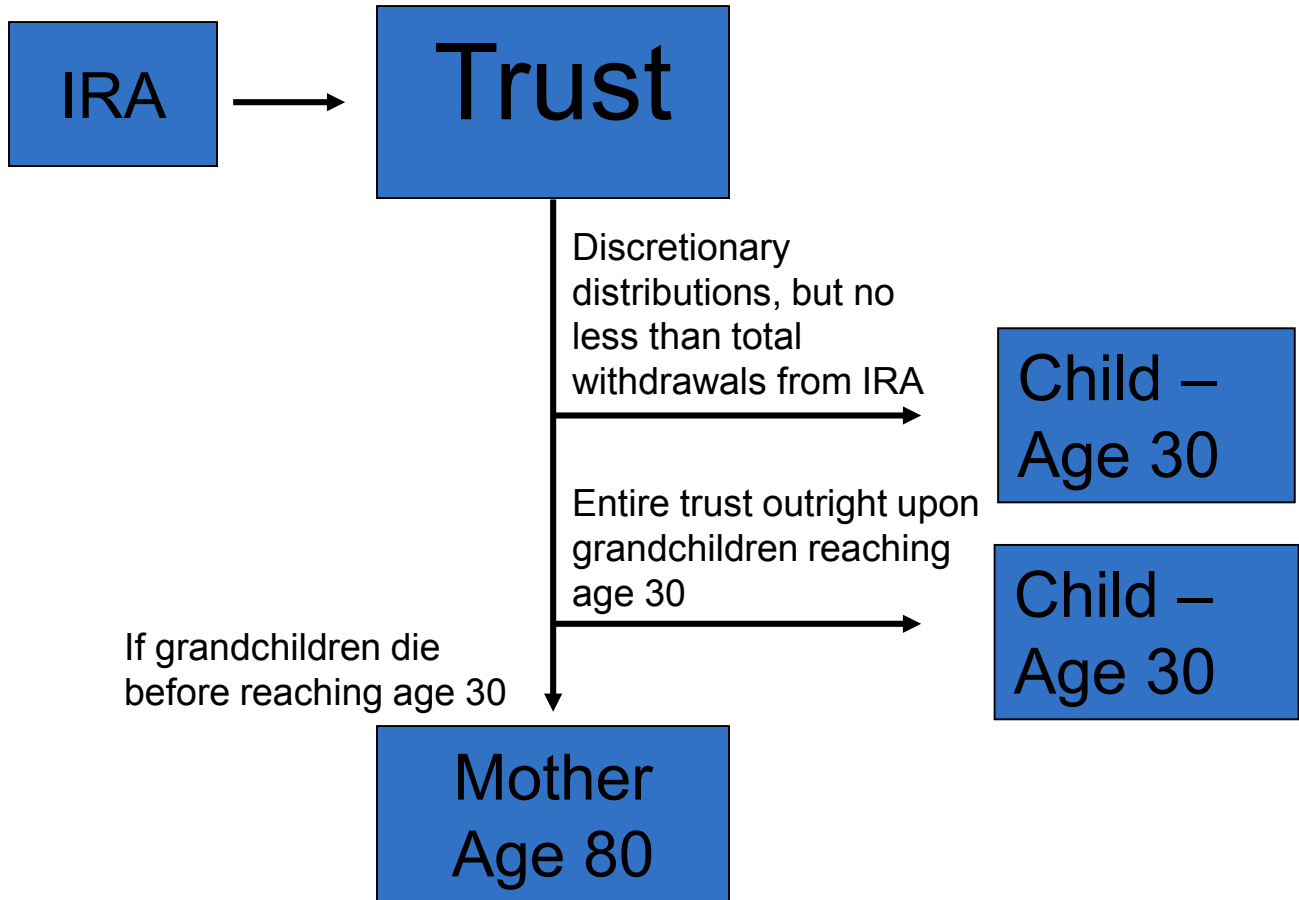 IRA
Trust
Discretionary
distributions, but no
less than total
withdrawals from IRA
Child –
Age 30
Entire trust outright upon
grandchildren reaching
age 30
Child –
Age 30
If grandchildren die
before reaching age 30
Mother
Age 80